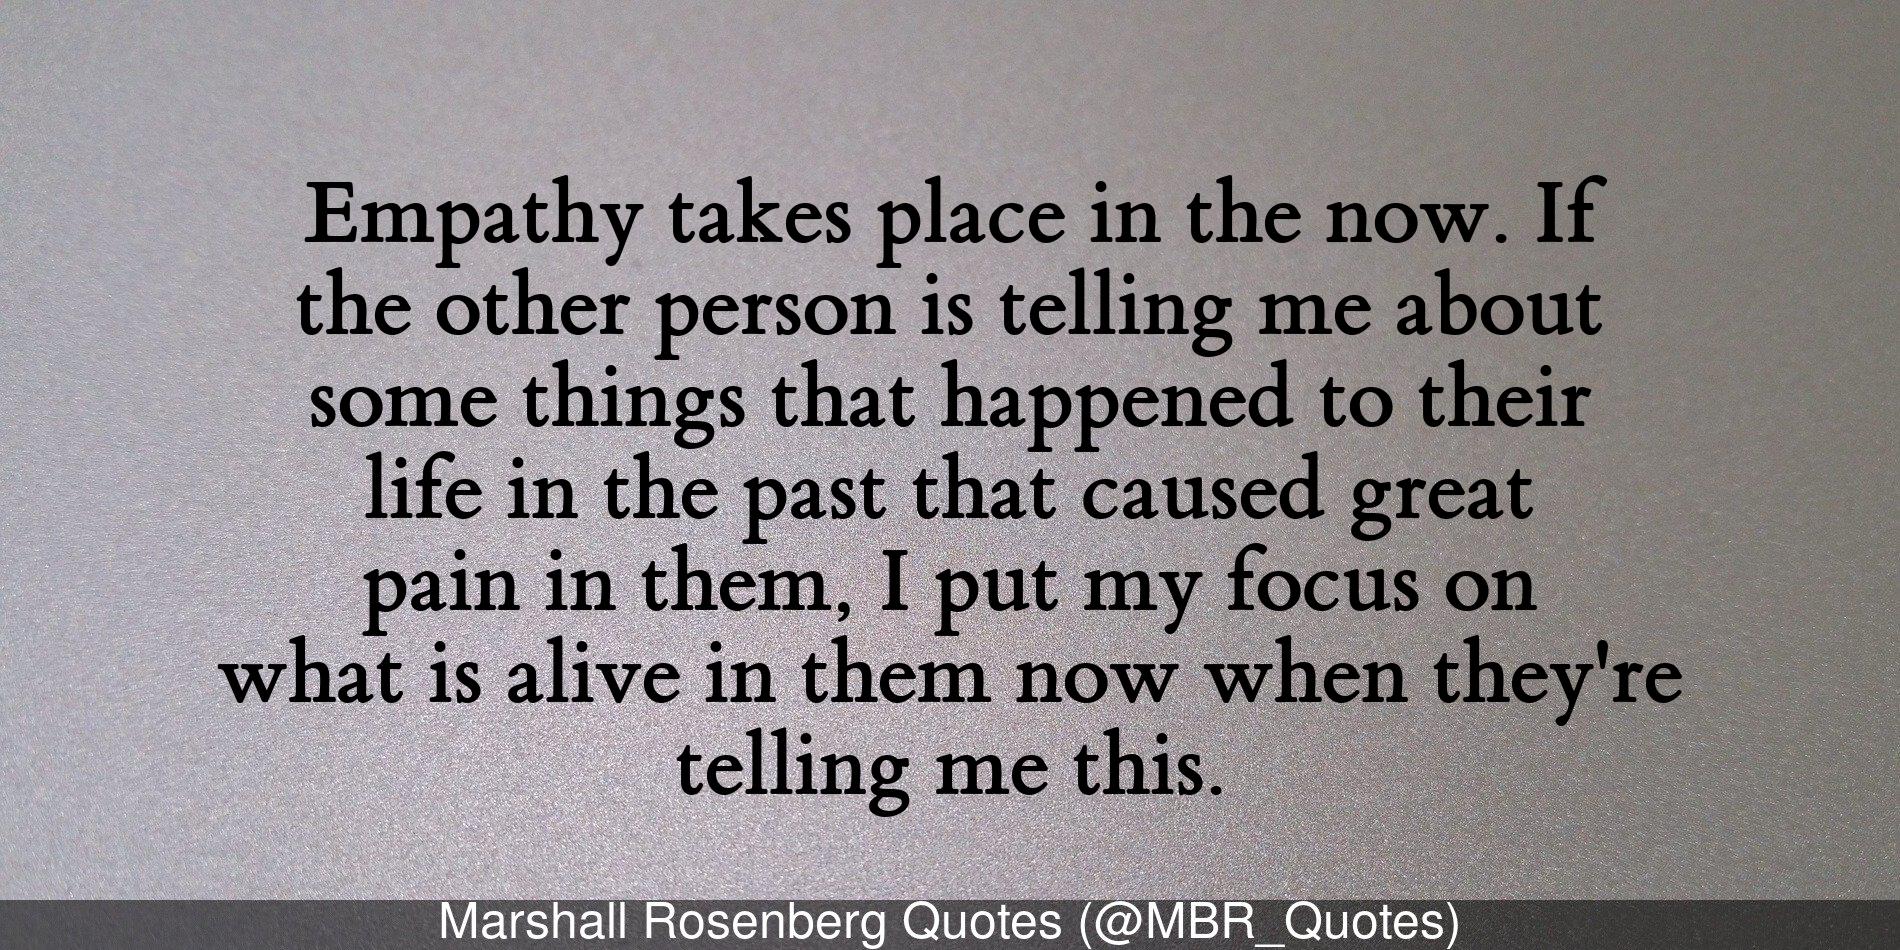 Empathy takes place in the now. If
the other person is telling me about
some things that happened to their
life in the past that caused great
pain in them, I put my focus on
what is alive in them now when they're
telling me this.
Marshall Rosenberg Quotes (@MBR_Quotes)